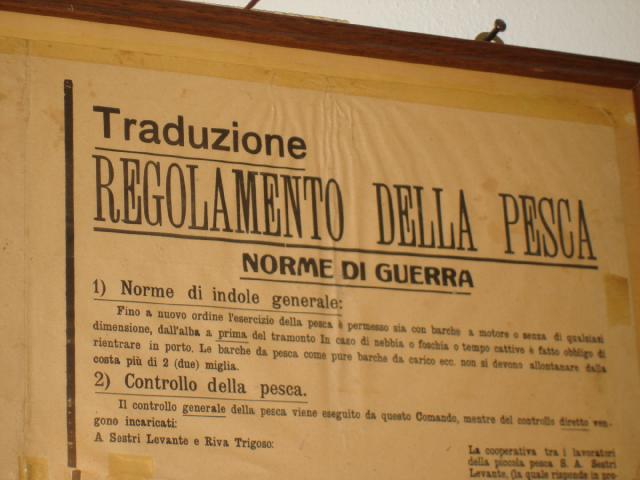 Traduzione
REGOLAMENTO DELLA PESCA
NORME DI GUERRA
1) Norme di indole generale:
Fino a nuovo ordine l'esercizio della pesca è permesso sia con barche a motore o senza di qualsiasi
dimensione, dall'alba a prima del tramonto In caso di nebbia o foschia o tempo cattivo è fatto obbligo di
rientrare in porto. Le barche da pesca come pure barche da carico ecc. non si devono allontanare dalla
costa più di 2 (due) miglia.
2) Controllo della pesca.
Il controllo generale della pesca viene eseguito da questo Comando, mentre del controllo diretto ven-
gono incaricati:
A Sestri Levante e Riva Trigoso:
La cooperativa tra i lavoratori
della piccola pesca S. A. Sestri
Levante, (la quale risponde in pro-